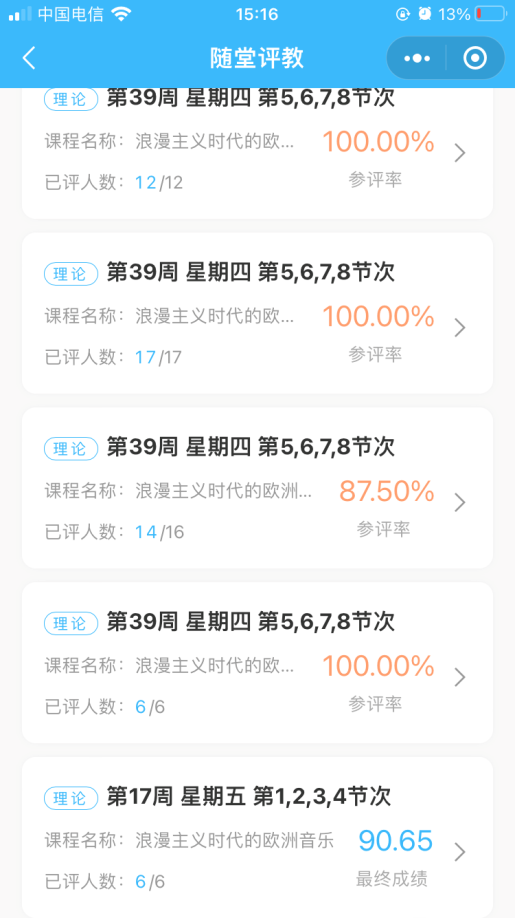 中国电信 15:16 13%
随堂评教
理论 第39周 星期四 第5,6,7,8节次
课程名称：浪漫主义时代的欧... 100.00%
已评人数：12/12 参评率
理论 第39周 星期四 第5,6,7,8节次
课程名称：浪漫主义时代的欧... 100.00%
已评人数：17/17 参评率
理论 第39周 星期四 第5,6,7,8节次
课程名称：浪漫主义时代的欧洲... 87.50%
已评人数：14/16 参评率
理论 第39周 星期四 第5,6,7,8节次
课程名称：浪漫主义时代的欧... 100.00%
已评人数：6/6 参评率
理论 第17周 星期五 第1,2,3,4节次
课程名称：浪漫主义时代的欧洲音乐 90.65
已评人数：6/6 最终成绩